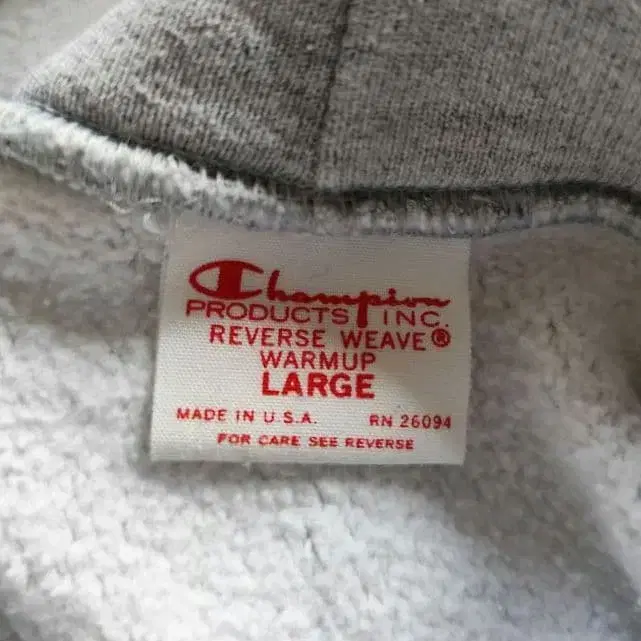 Champion
PRODUCTS INC.
REVERSE WEAVE®
WARMUP
LARGE
MADE IN U.S.A. RN 26094
FOR CARE SEE REVERSE